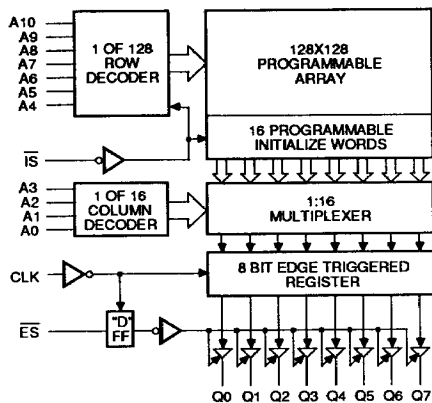 A10
A9
A8
A7
A6
A5
A4
1 OF 128
ROW
DECODER
128X128
PROGRAMMABLE
ARRAY
16 PROGRAMMABLE
INITIALIZE WORDS
IS
A3
A2
A1
A0
1 OF 16
COLUMN
DECODER
1:16
MULTIPLEXER
CLK
8 BIT EDGE TRIGGERED
REGISTER
ES
"D"
FF
Q0 Q1 Q2 Q3 Q4 Q5 Q6 Q7